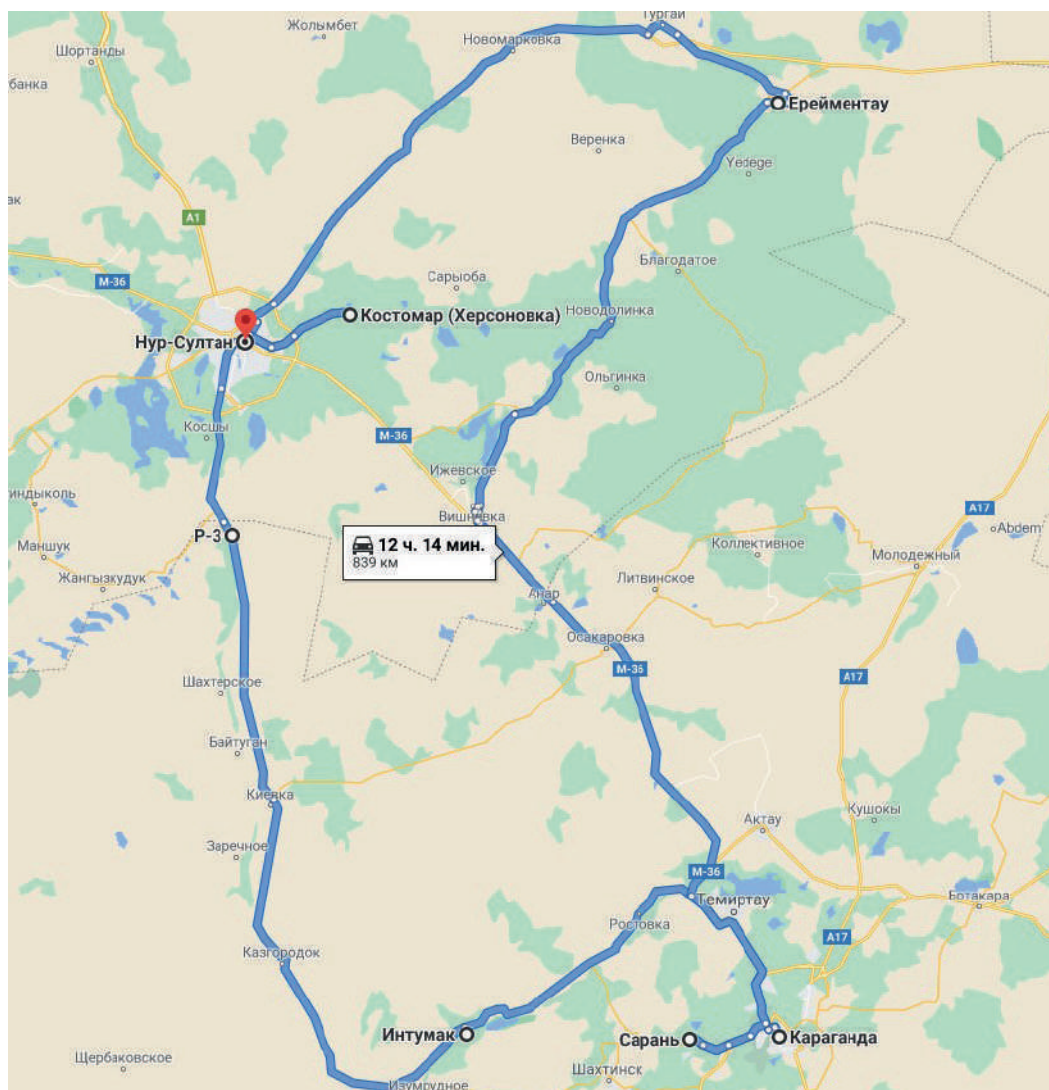 Тургай
Жолымбет
Новомарковка
Шортанды
рбанка
Ерейментау
Веренка
Yedege
ак
A1
Благодатое
Сарыоба
М-36
Костомар (Херсоновка)
Новодолинка
Нур-Султан
Ольгинка
Косшы
М-36
Ижевское
индыколь
Вишнёвка
A17
Abdem
Р-3
12 ч. 14 мин.
839 км
Коллективное
Маншук
Молодежный
Жангызкудук
Литвинское
Анар
Осакаровка
М-36
A17
Шахтерское
Байтуган
Киевка
Кушокы
Актау
Заречное
М-36
Темиртау
Ботакара
Ростовка
A17
Казгородок
Интумак
Сарань
Караганда
Щербаковское
Шахтинск
Изумрудное